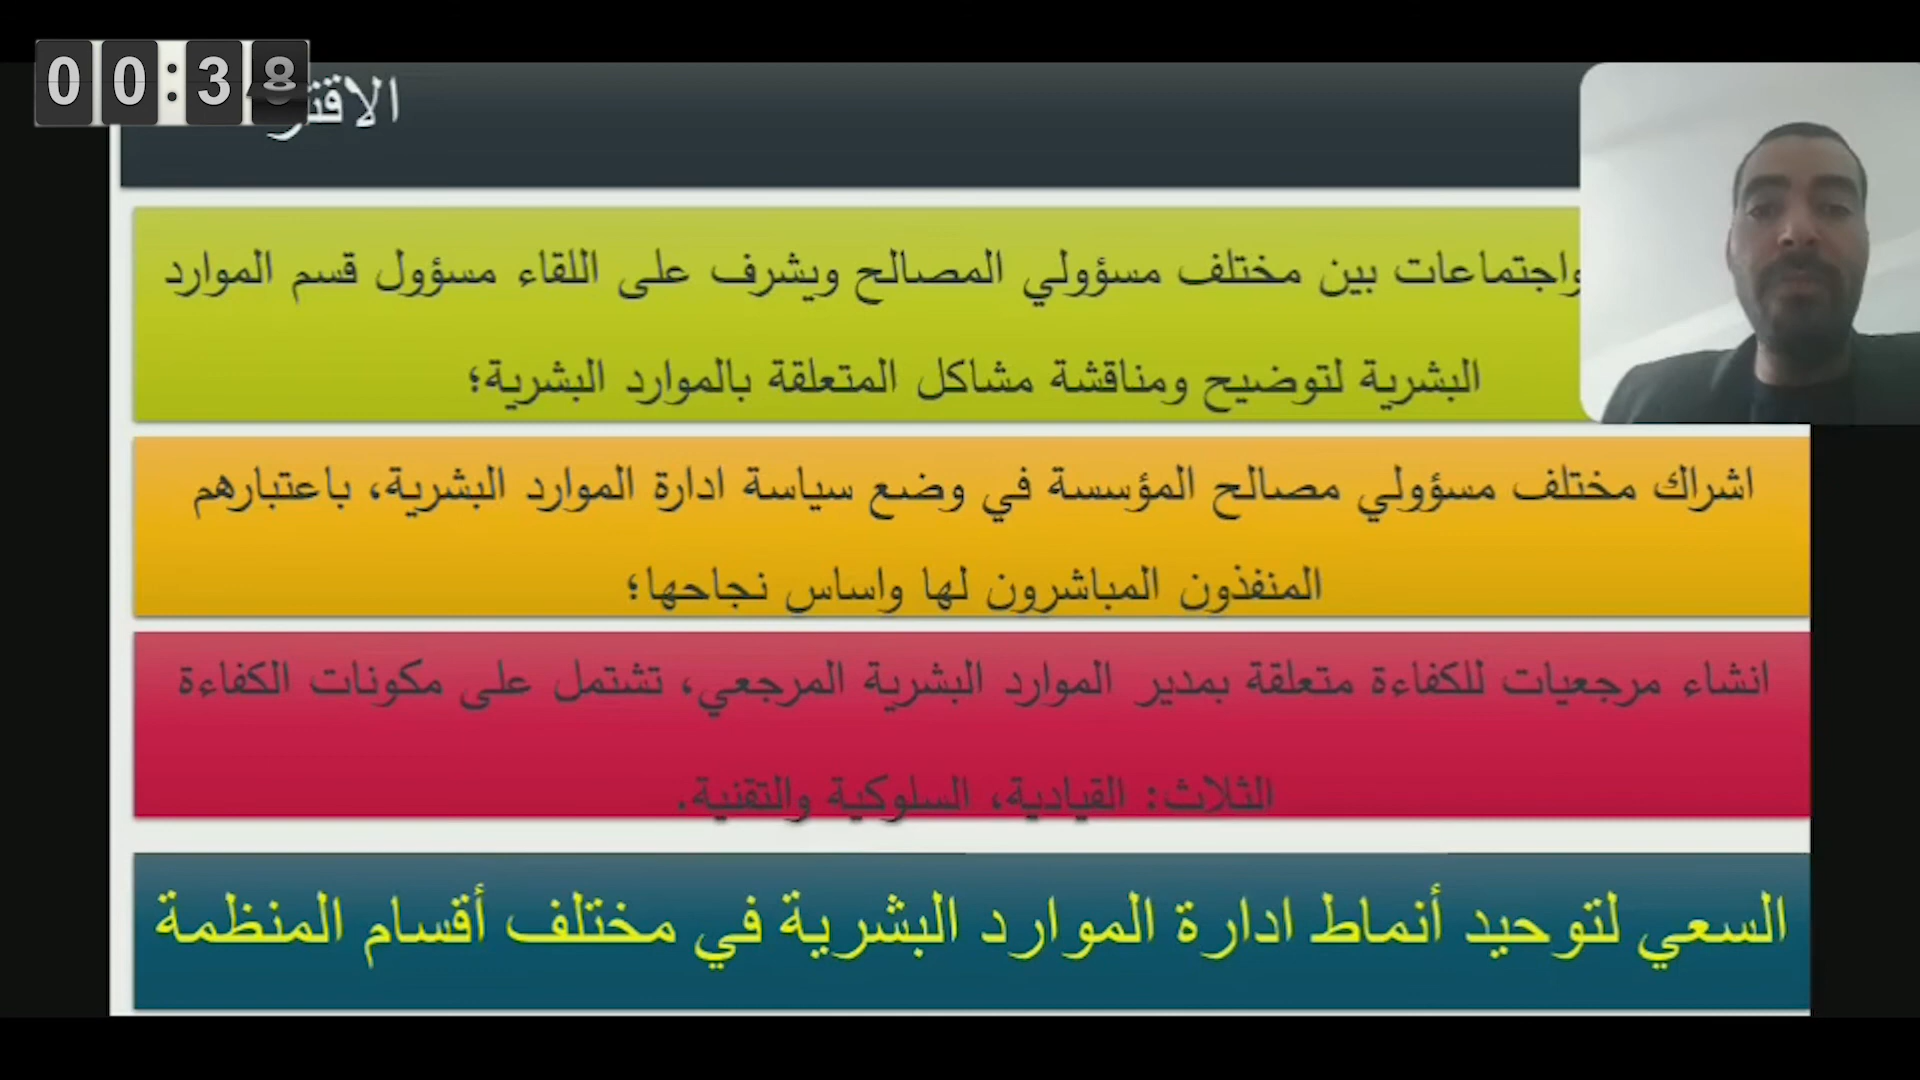 00:38
واجتماعات بين مختلف مسؤولي المصالح ويشرف على اللقاء مسؤول قسم الموارد
البشرية لتوضيح ومناقشة مشاكل المتعلقة بالموارد البشرية؛
اشراك مختلف مسؤولي مصالح المؤسسة في وضع سياسة ادارة الموارد البشرية، باعتبارهم
المنفذون المباشرون لها واساس نجاحها؛
انشاء مرجعيات للكفاءة متعلقة بمدير الموارد البشرية المرجعي، تشتمل على مكونات الكفاءة
الثلاث: القيادية، السلوكية والتقنية.
السعي لتوحيد أنماط ادارة الموارد البشرية في مختلف أقسام المنظمة